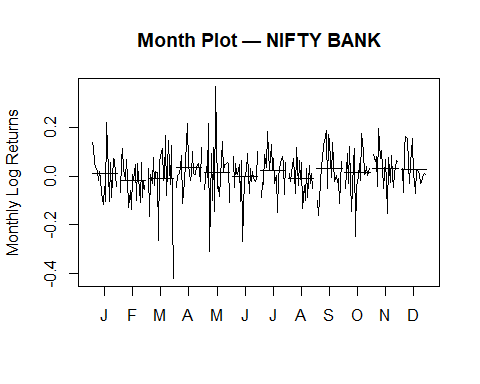 Month Plot — NIFTY BANK
Monthly Log Returns
0.2
0.0
-0.2
-0.4
J F M A M J J A S O N D